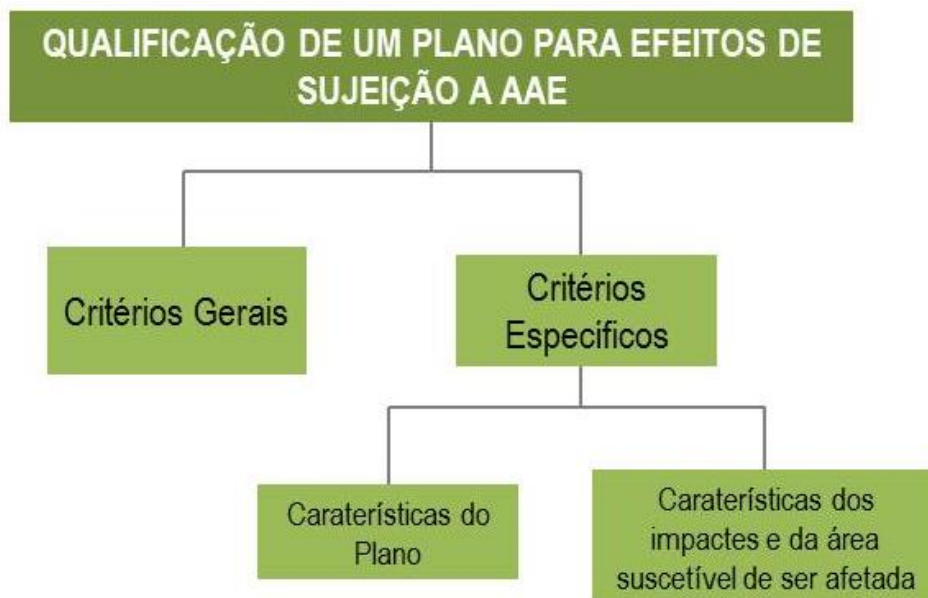 QUALIFICAÇÃO DE UM PLANO PARA EFEITOS DE
SUJEIÇÃO A AAE
Critérios Gerais
Critérios
Especificos
Caraterísticas do
Plano
Caraterísticas dos
impactes e da área
suscetível de ser afetada